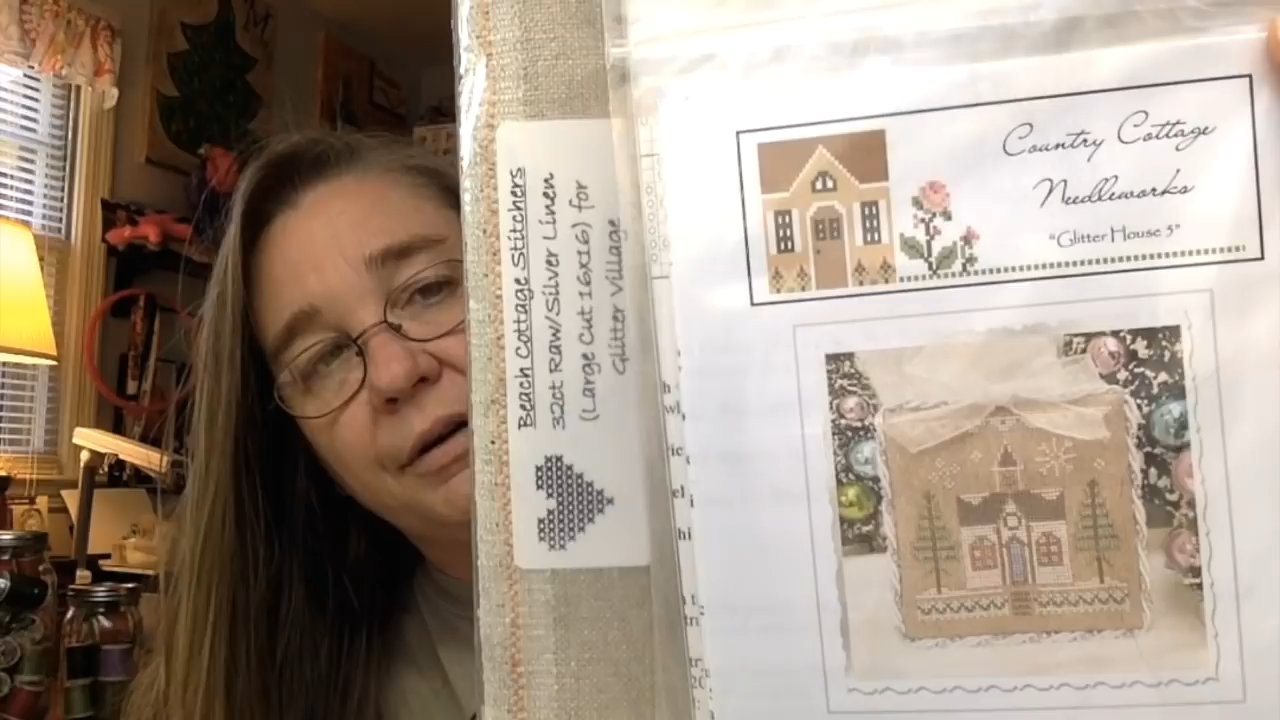 Beach Cottage Stitchers
32ct Raw/Silver Linen
(Large Cut 16x16) for
Glitter Village
Country Cottage
Needleworks
"Glitter House 5"